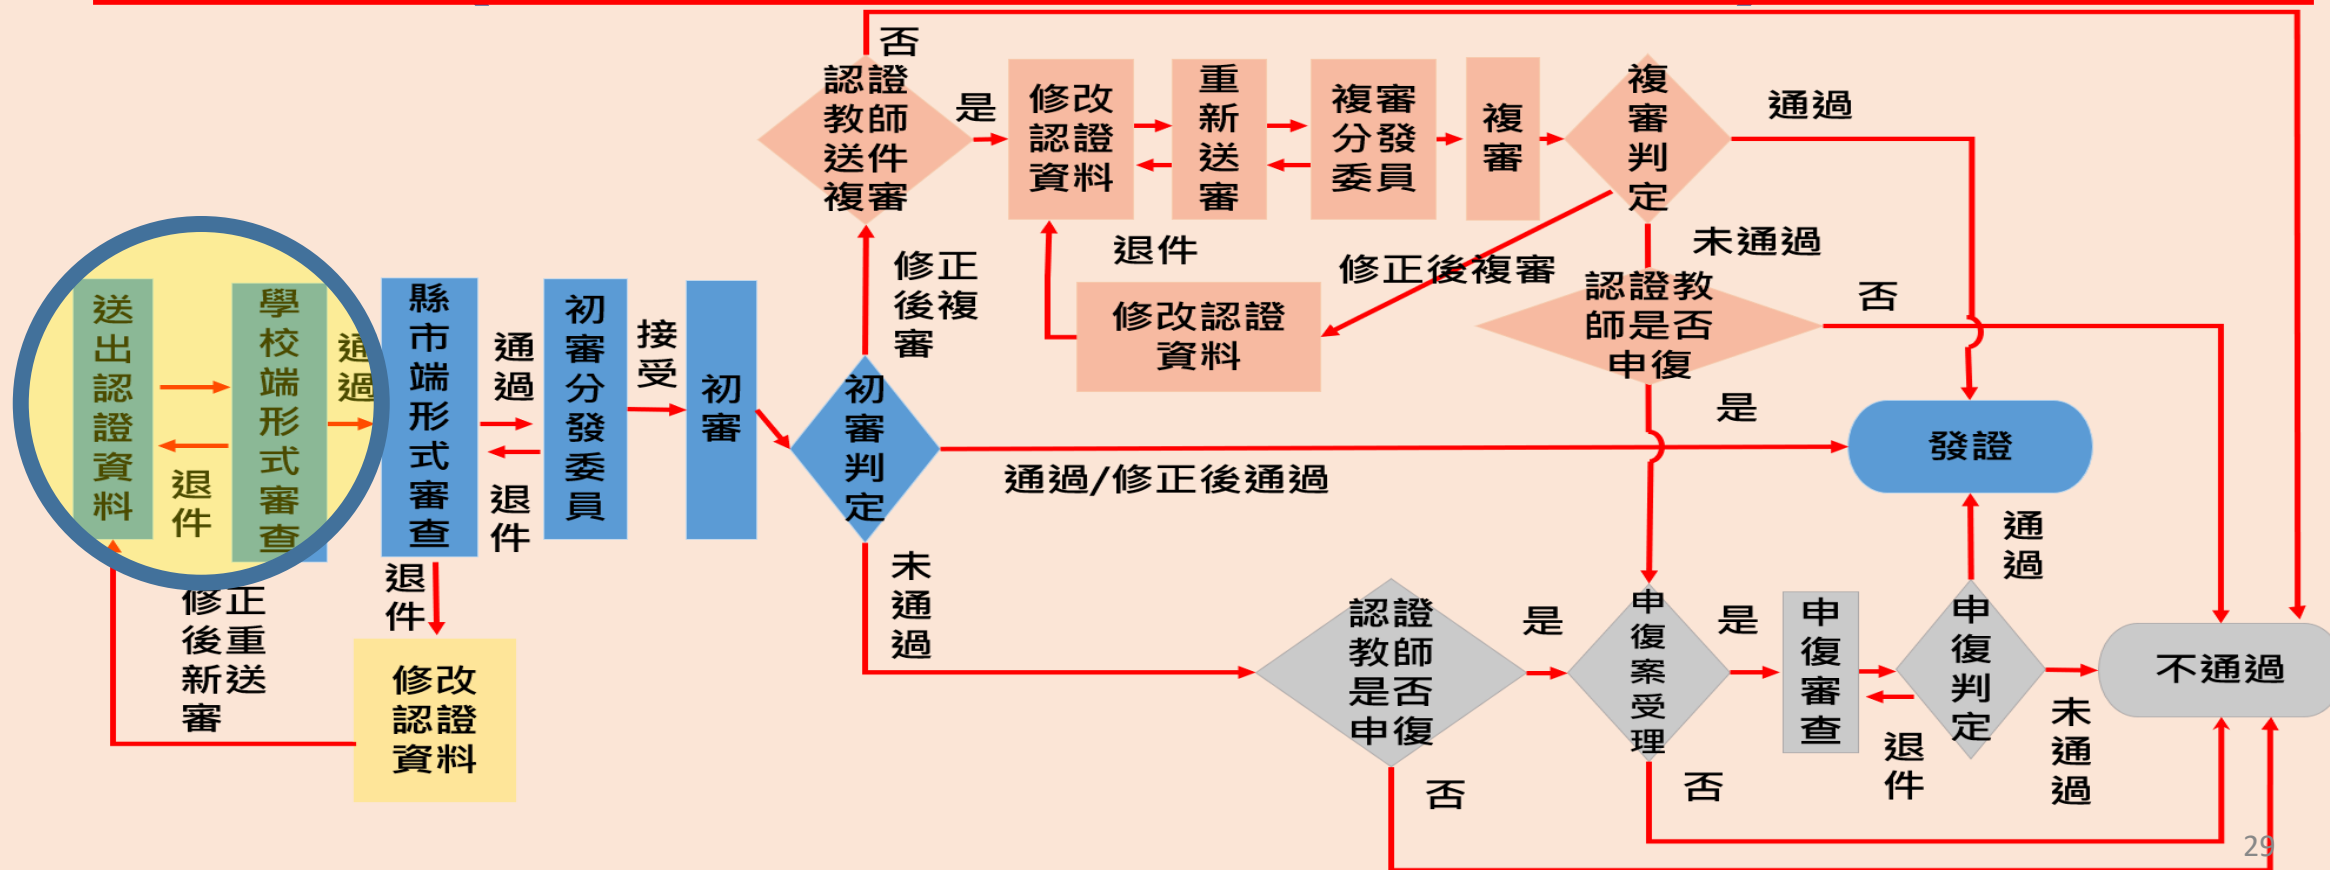 否
認證
教師
送件
複審
是
修改
認證
資料
重
新
送
審
複審
分發
委員
複
審
複
審
判
定
通過
未通過
退件
修正後複審
修改認證
資料
認證教
師是否
申復
否
是
修正
後複
審
送
出
認
證
資
料
退
件
學
校
端
形
式
審
查
通
過
縣
市
端
形
式
審
查
通
過
退
件
初
審
分
發
委
員
接
受
初
審
初
審
判
定
通過/修正後通過
發證
未
通
過
退
件
修正
後重
新送
審
修改
認證
資料
認證
教師
是否
申復
是
否
申
復
案
受
理
是
否
申
復
審
查
申
復
判
定
通
過
退
件
未
通
過
不通過
29